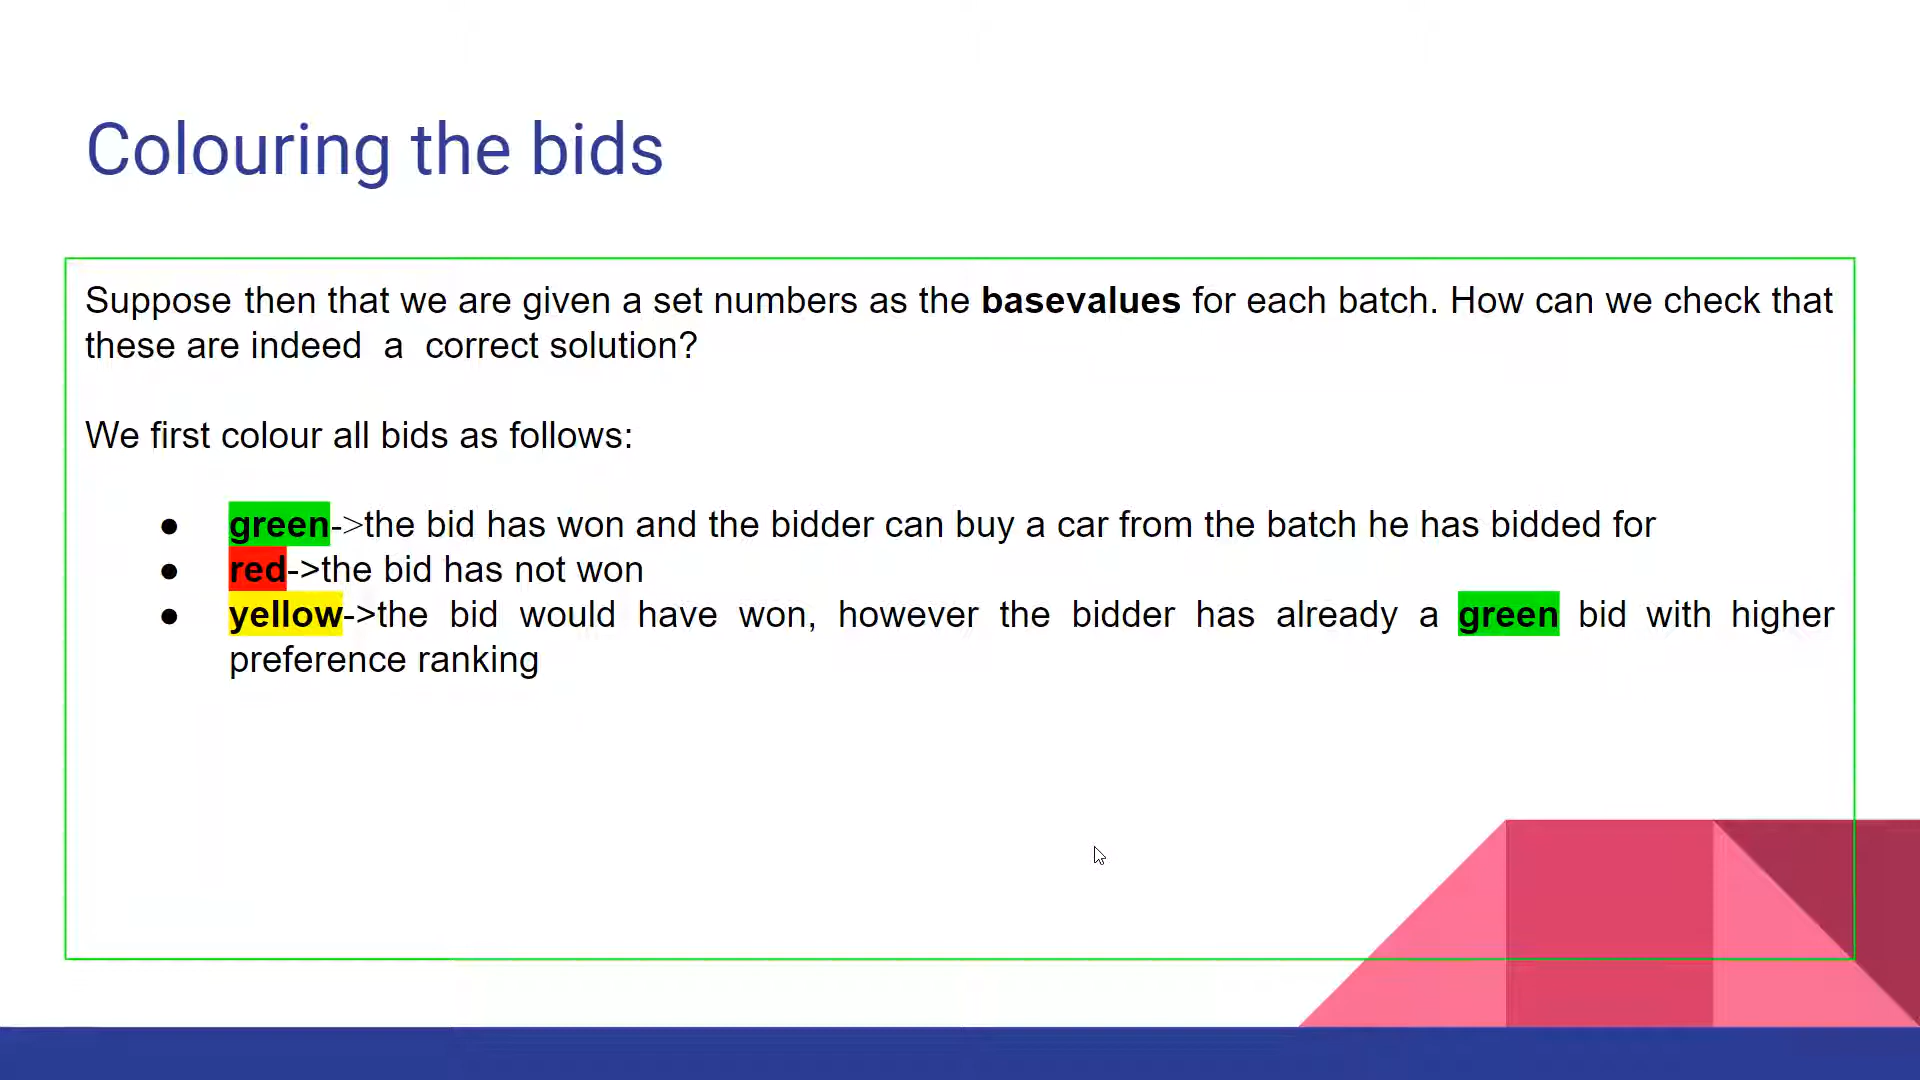 Colouring the bids
Suppose then that we are given a set numbers as the basevalues for each batch. How can we check that
these are indeed a correct solution?
We first colour all bids as follows:
● green->the bid has won and the bidder can buy a car from the batch he has bidded for
● red->the bid has not won
● yellow->the bid would have won, however the bidder has already a green bid with higher
preference ranking